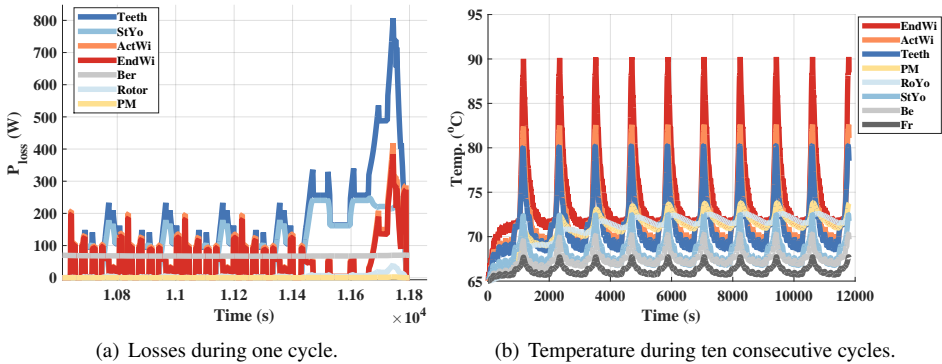 800
700
600
500
400
300
200
100
0
P_loss (W)
Teeth
StYo
ActWi
EndWi
Ber
Rotor
PM
1.08 1.1 1.12 1.14 1.16 1.18
Time (s) × 10^4
(a) Losses during one cycle.
90
85
80
75
70
65
Temp. (°C)
EndWi
ActWi
Teeth
PM
RoYo
StYo
Be
Fr
0 2000 4000 6000 8000 10000 12000
Time (s)
(b) Temperature during ten consecutive cycles.